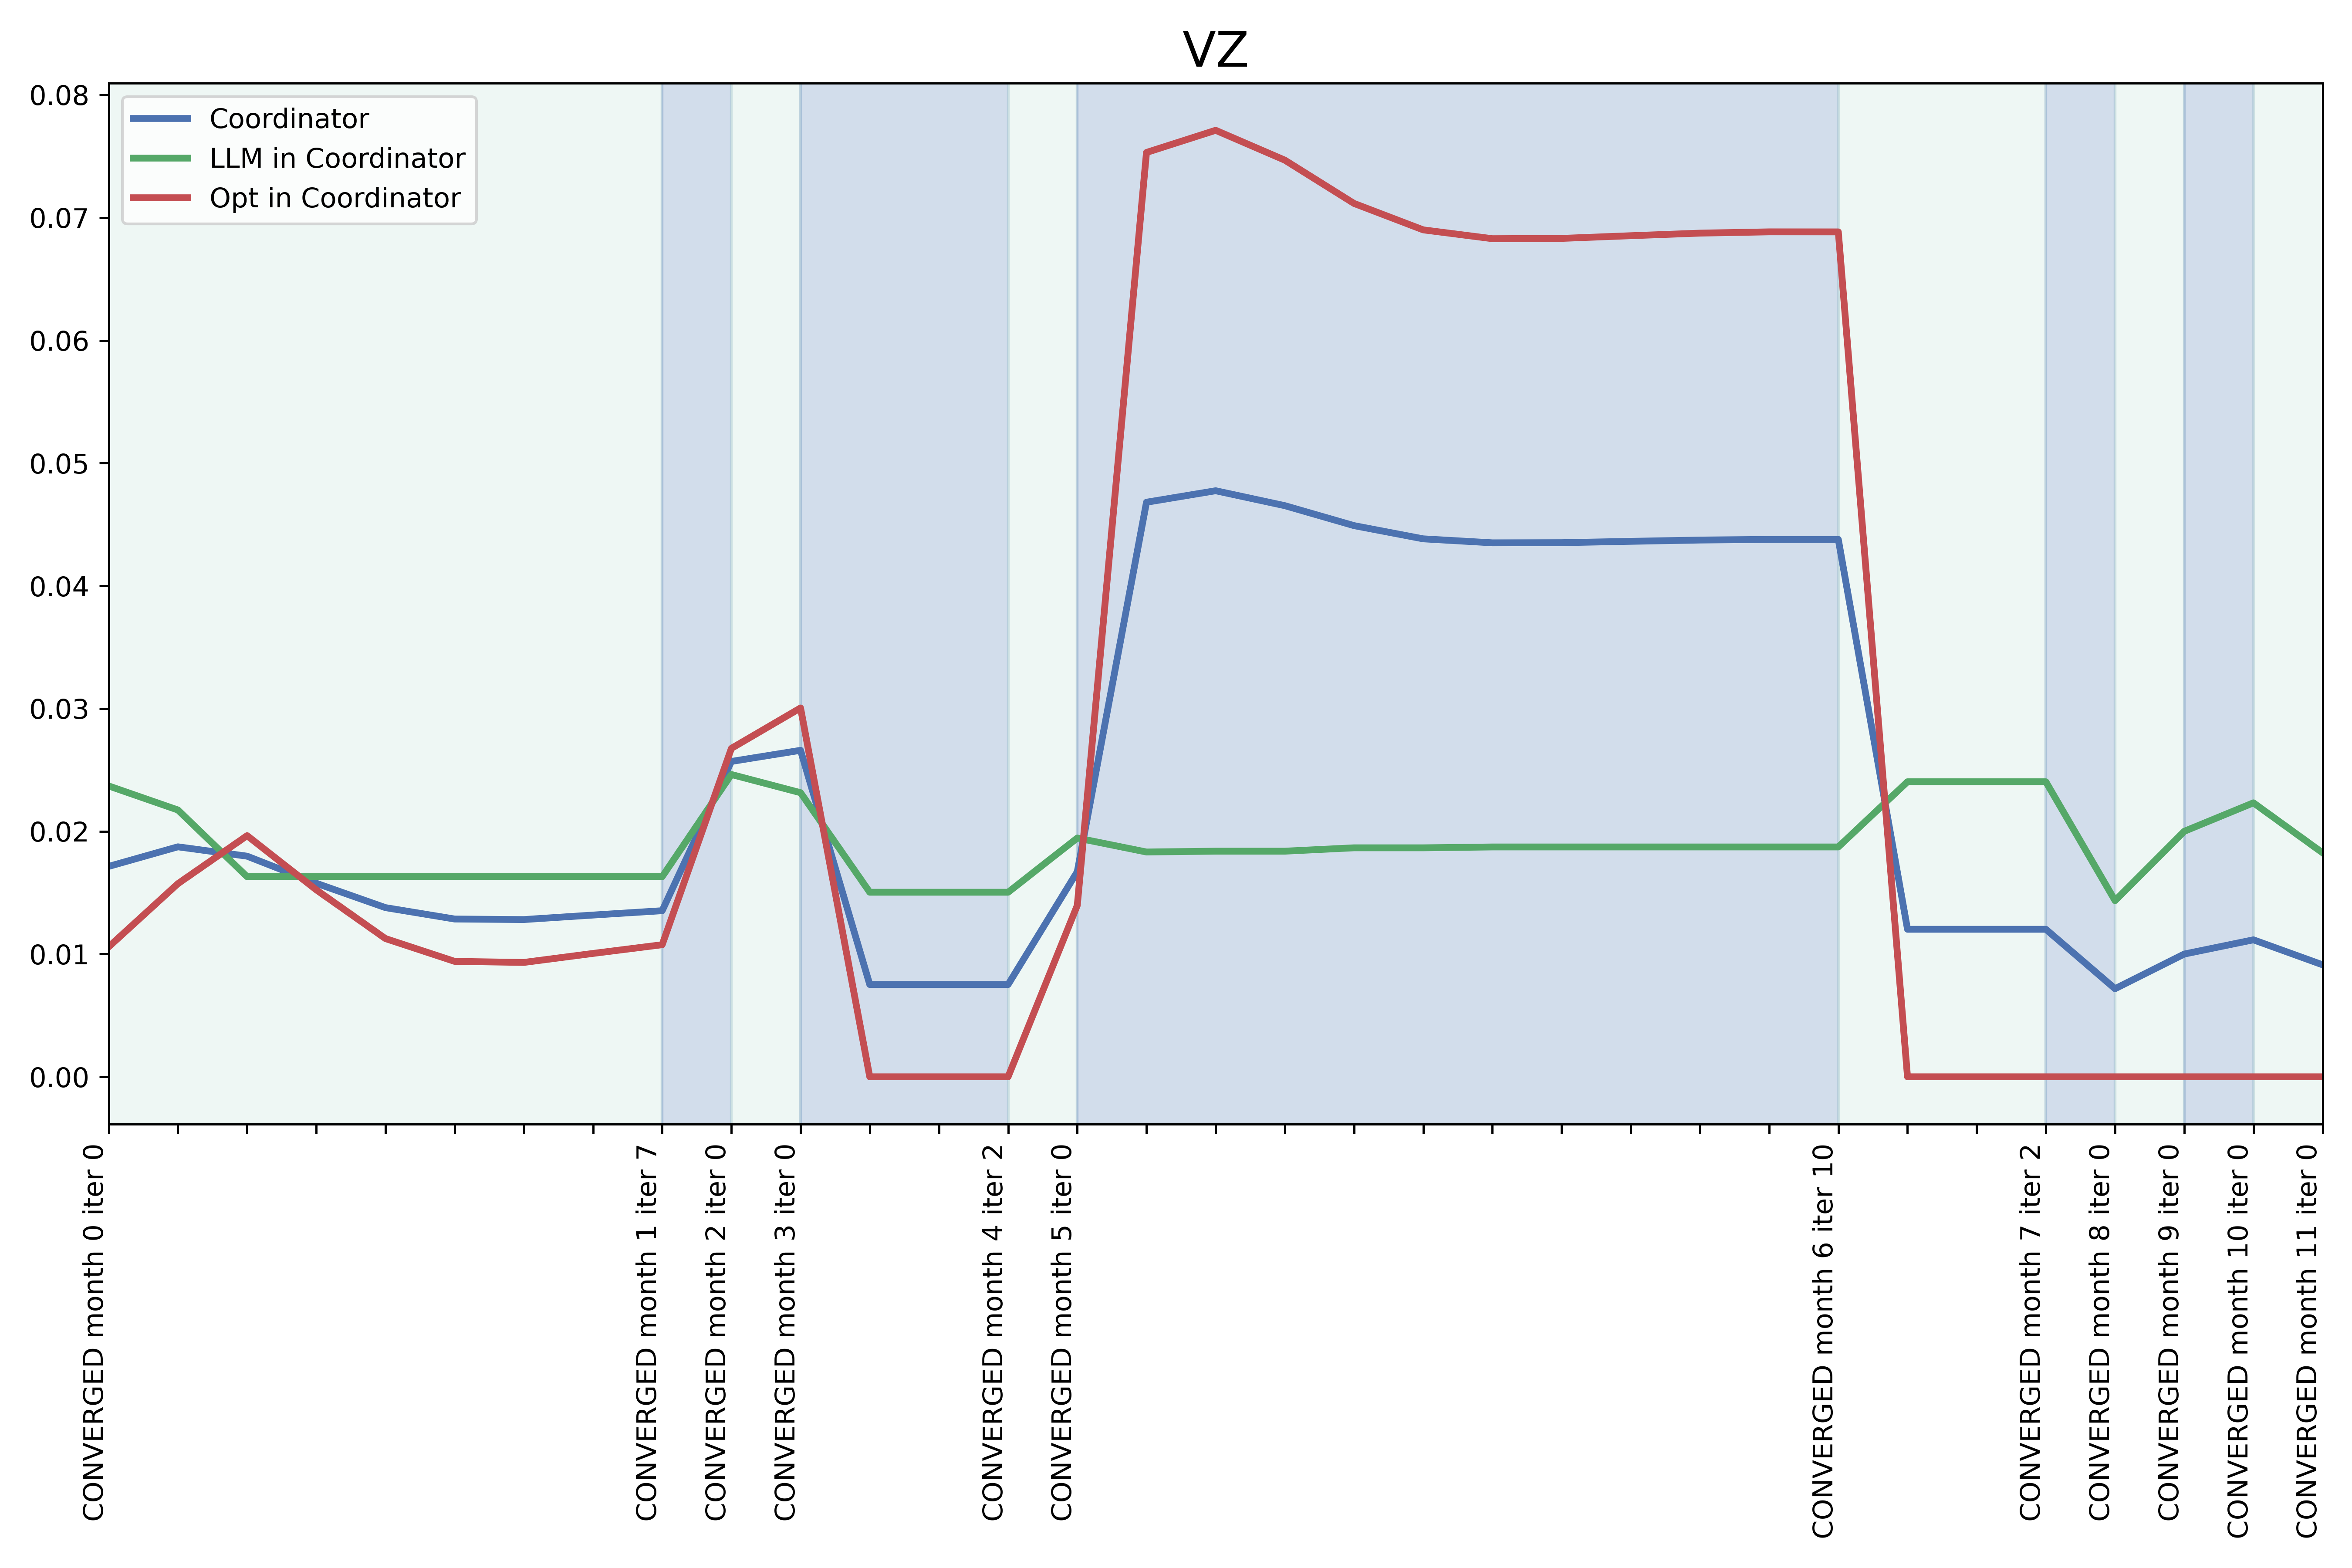 VZ
0.08
0.07
0.06
0.05
0.04
0.03
0.02
0.01
0.00
Coordinator
LLM in Coordinator
Opt in Coordinator
CONVERGED month 0 iter 0
CONVERGED month 1 iter 7
CONVERGED month 2 iter 0
CONVERGED month 3 iter 0
CONVERGED month 4 iter 2
CONVERGED month 5 iter 0
CONVERGED month 6 iter 10
CONVERGED month 7 iter 2
CONVERGED month 8 iter 0
CONVERGED month 9 iter 0
CONVERGED month 10 iter 0
CONVERGED month 11 iter 0